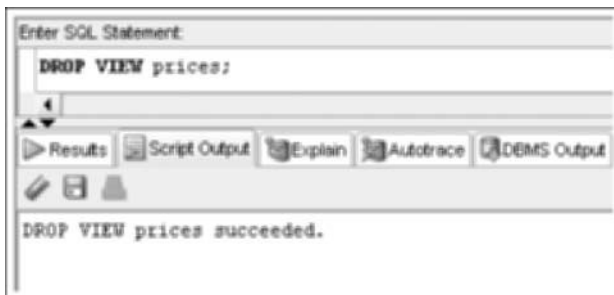 Enter SQL Statement:
DROP VIEW prices;
Results Script Output Explain Autotrace DBMS Output
DROP VIEW prices succeeded.